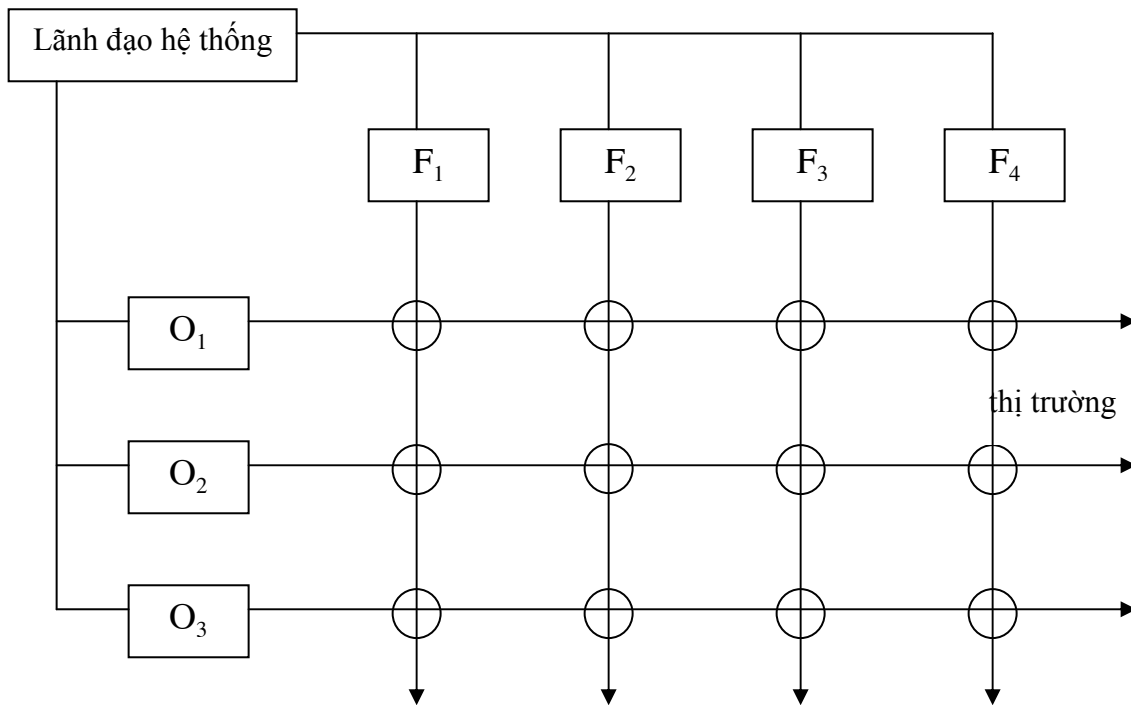 Lãnh đạo hệ thống
F₁ F₂ F₃ F₄
O₁
thị trường
O₂
O₃